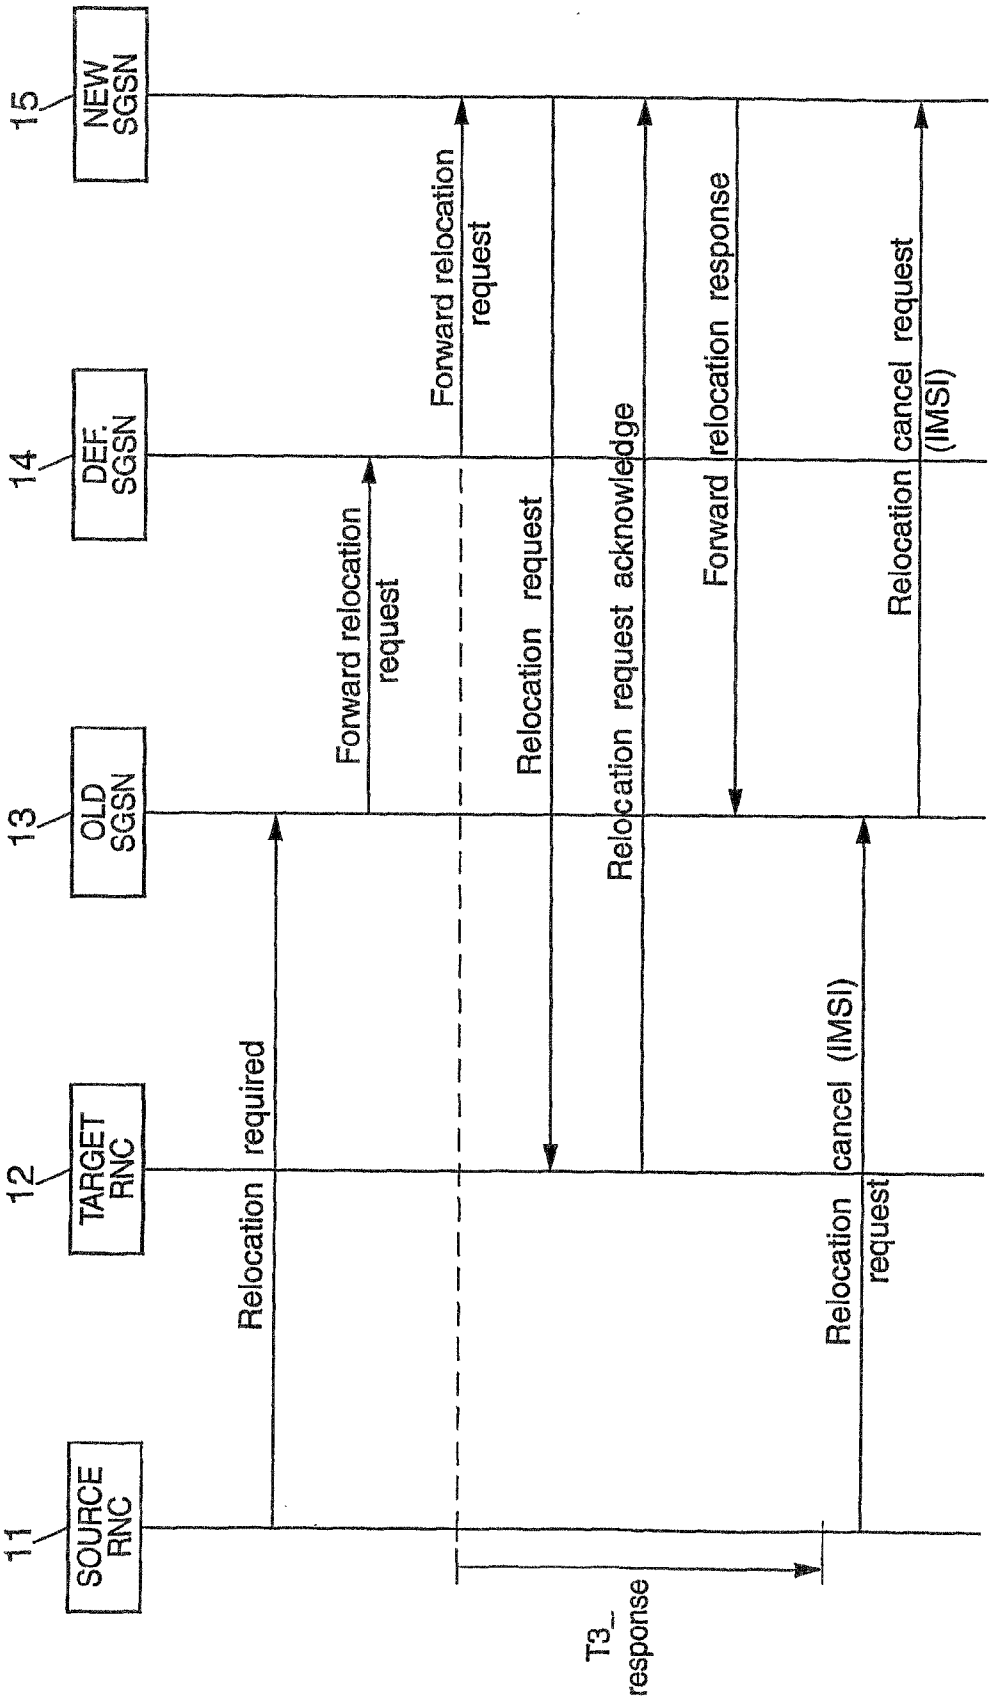 11
SOURCE
RNC
12
TARGET
RNC
13
OLD
SGSN
14
DEF.
SGSN
15
NEW
SGSN
Relocation required
Forward relocation
request
Forward relocation
request
Relocation request
Relocation request acknowledge
Forward relocation response
T3_
response
Relocation cancel (IMSI)
request
Relocation cancel request
(IMSI)